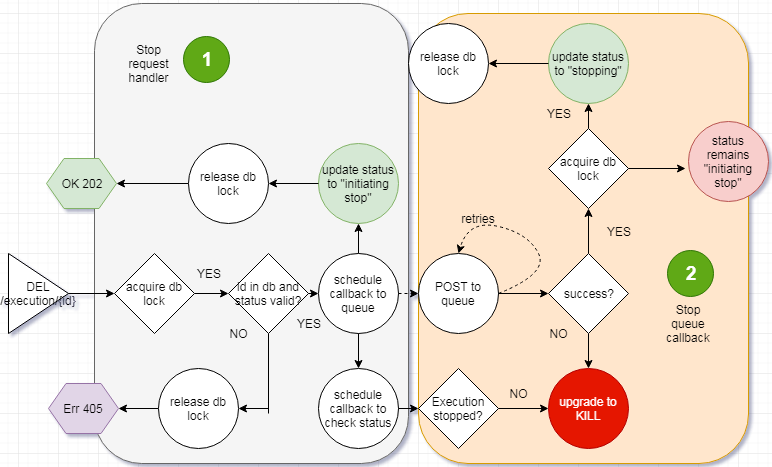 Stop
request
handler
1
release db
lock
update status
to "stopping"
YES
acquire db
lock
status
remains
"initiating
stop"
OK 202
release db
lock
update status
to "initiating
stop"
retries
YES
2
Stop
queue
callback
DEL
/execution/{id}
acquire db
lock
YES
Id in db and
status valid?
NO
YES
schedule
callback to
queue
POST to
queue
success?
NO
Err 405
release db
lock
schedule
callback to
check status
Execution
stopped?
NO
upgrade to
KILL